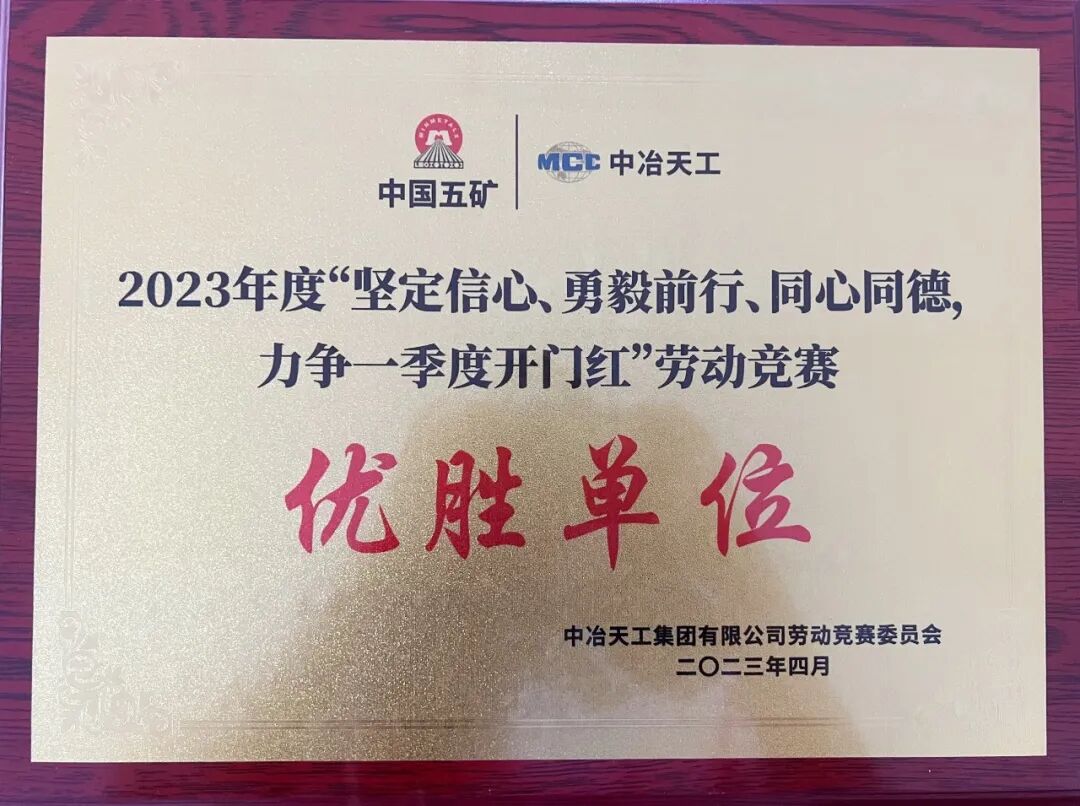 MINMETALS
中国五矿
MCC 中冶天工
2023年度“坚定信心、勇毅前行、同心同德,
力争一季度开门红”劳动竞赛
优胜单位
中冶天工集团有限公司劳动竞赛委员会
二〇二三年四月